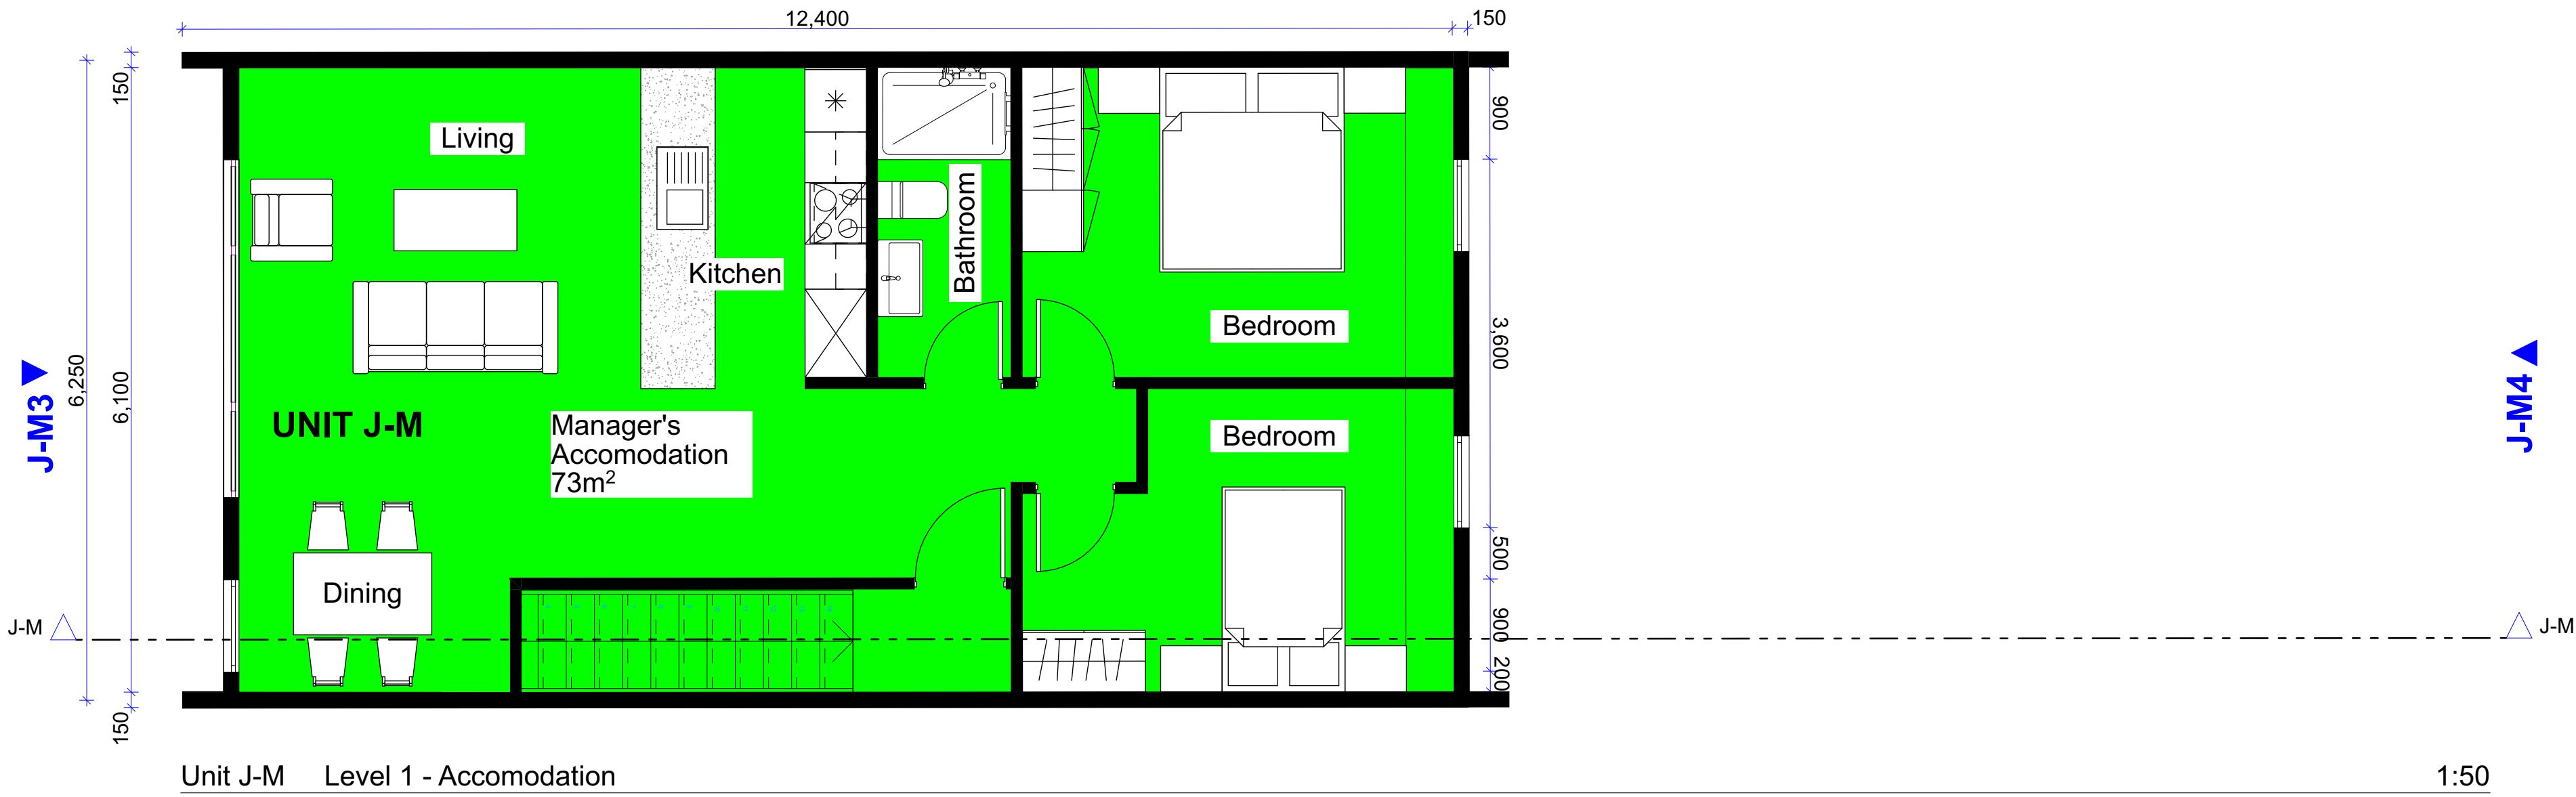 12,400
150
150
900
Living
Bathroom
Kitchen
Bedroom
3,600
6,250
6,100
J-M3
J-M4
UNIT J-M
Manager's
Accomodation
73m²
Bedroom
500
Dining
900
J-M
J-M
200
150
Unit J-M Level 1 - Accomodation
1:50